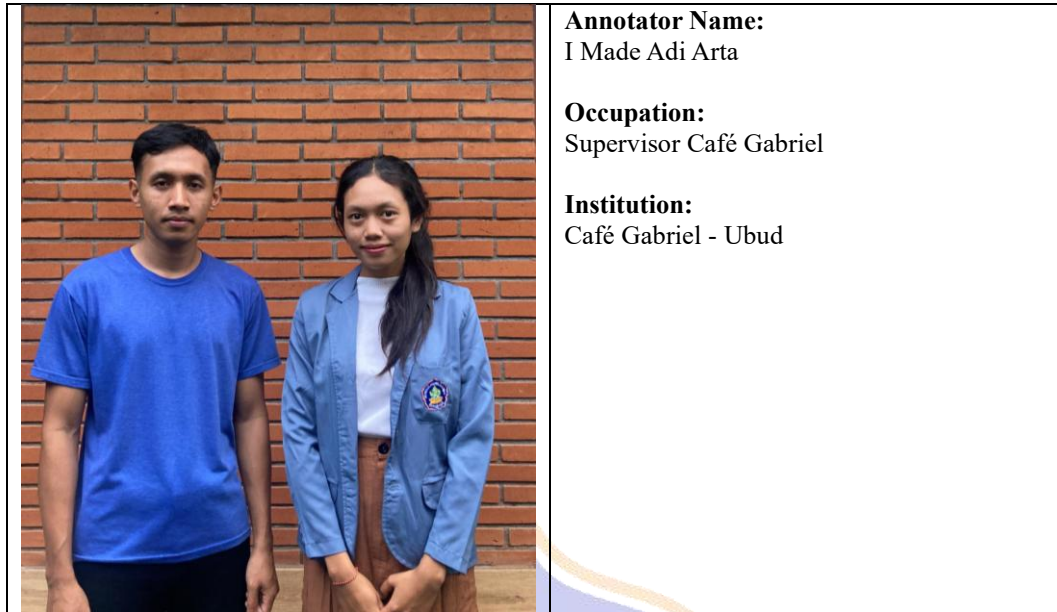 Annotator Name:
I Made Adi Arta
Occupation:
Supervisor Café Gabriel
Institution:
Café Gabriel - Ubud